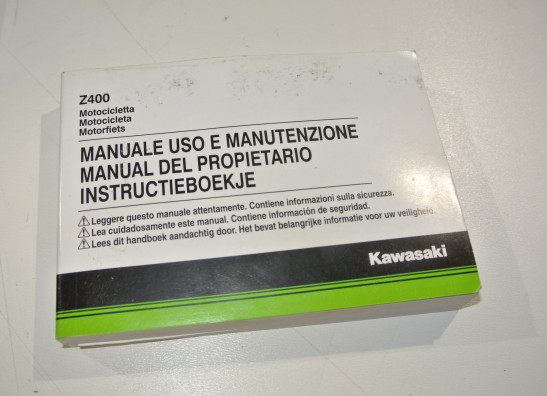 Z400
Motocicletta
Motocicleta
Motorfiets
MANUALE USO E MANUTENZIONE
MANUAL DEL PROPIETARIO
INSTRUCTIEBOEKJE
Leggere questo manuale attentamente. Contiene informazioni sulla sicurezza.
Lea cuidadosamente este manual. Contiene información de seguridad.
Lees dit handboek aandachtig door. Het bevat belangrijke informatie voor uw veiligheid.
Kawasaki